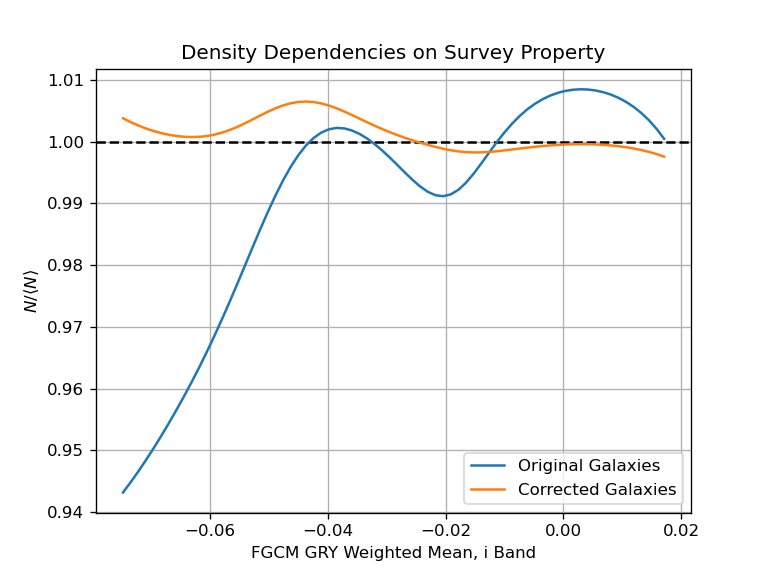 Density Dependencies on Survey Property
N/⟨N⟩
1.01
1.00
0.99
0.98
0.97
0.96
0.95
0.94
−0.06
−0.04
−0.02
0.00
0.02
FGCM GRY Weighted Mean, i Band
Original Galaxies
Corrected Galaxies